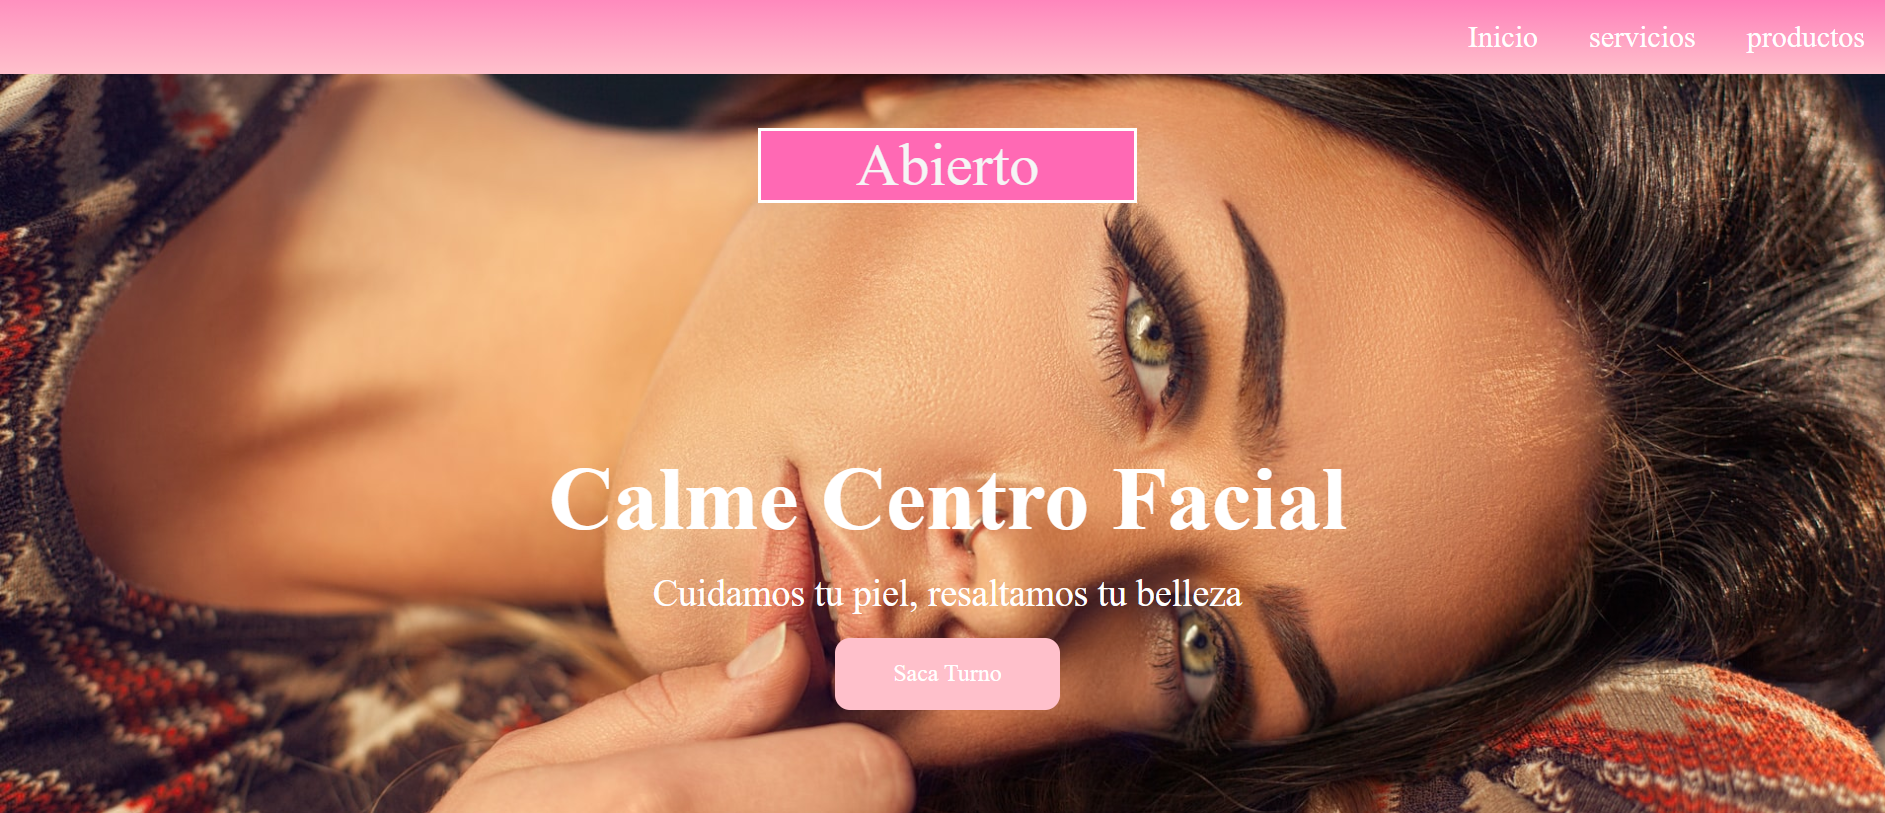 Inicio servicios productos
Abierto
Calme Centro Facial
Cuidamos tu piel, resaltamos tu belleza
Saca Turno